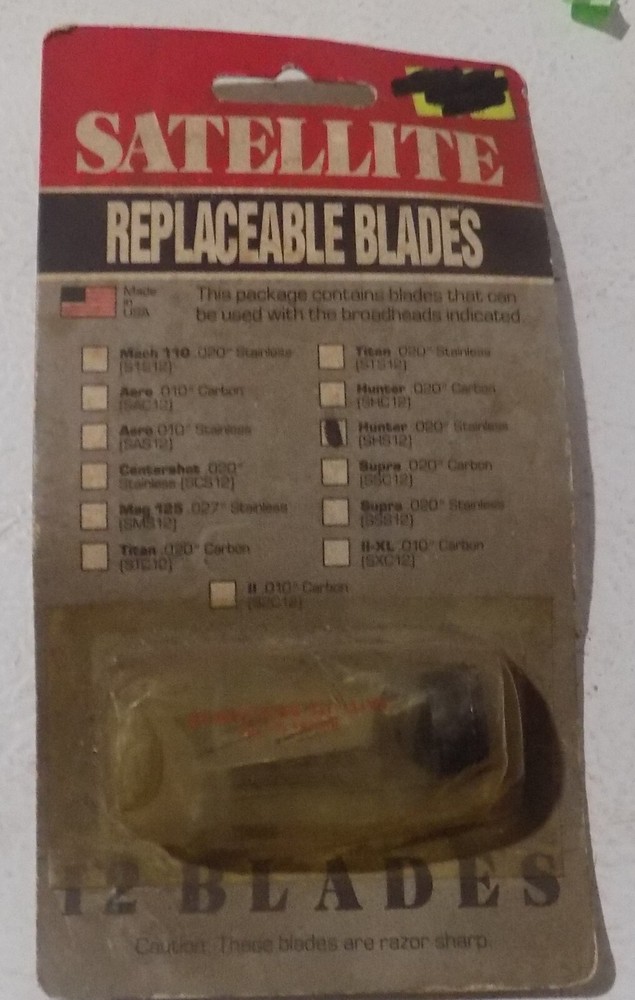 SATELLITE
REPLACEABLE BLADES
Made
in
USA
This package contains blades that can
be used with the broadheads indicated.
Mach 110 .020" Stainless
Titan .020" Stainless
[STS12]
Aero .010" Carbon
[SAC12]
Hunter .020" Carbon
[SHC12]
Aero .010" Stainless
[SAS12]
Hunter .020" Stainless
[SHS12]
Centershot .020"
Stainless [SCS12]
Supra .020" Carbon
[SSC12]
Mag 125 .027" Stainless
[SMS12]
Supra .020" Stainless
[SSS12]
Titan .020" Carbon
II-XL .010" Carbon
[SXC12]
II .010" Carbon
12 BLADES
Caution: These blades are razor sharp.